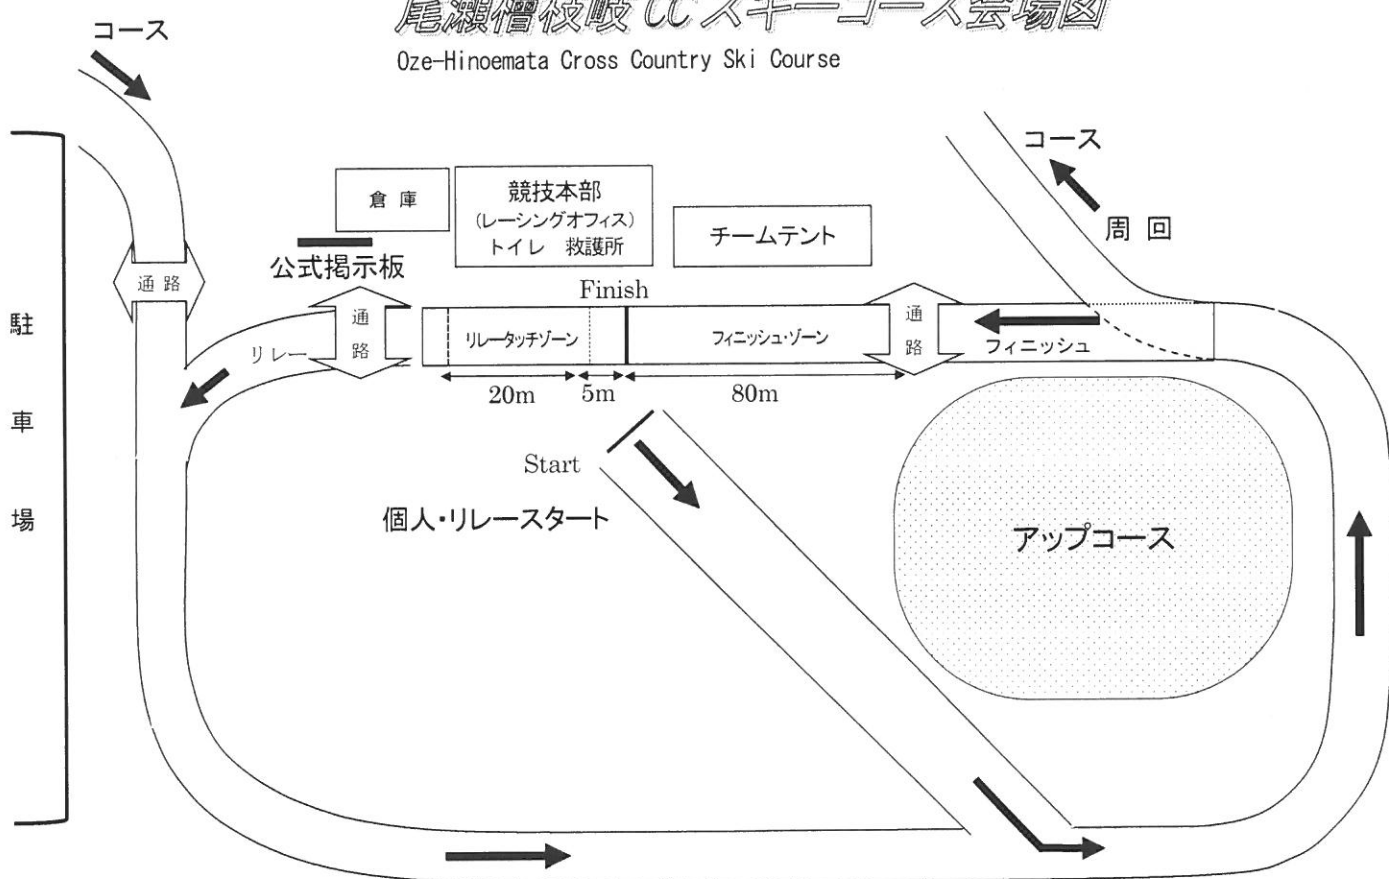 尾瀬檜枝岐 CC スキーコース会場図
Oze-Hinoemata Cross Country Ski Course
コース
コース
周 回
倉 庫
競技本部
(レーシングオフィス)
トイレ 救護所
チームテント
公式掲示板
通 路
Finish
通路
リレー
リレータッチゾーン
フィニッシュ・ゾーン
通路
フィニッシュ
20m
5m
80m
駐車場
Start
個人・リレースタート
アップコース